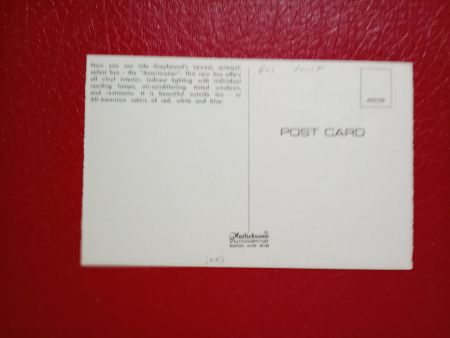 Now you can ride Greyhound's newest, quietest,
safest bus - the "Americruiser". This new bus offers
all vinyl interior, indirect lighting with individual
reading lamps, air-conditioning, tinted windows,
and restrooms. It is beautiful outside too - in
All-American colors of red, white and blue.
POST CARD
Plastichrome